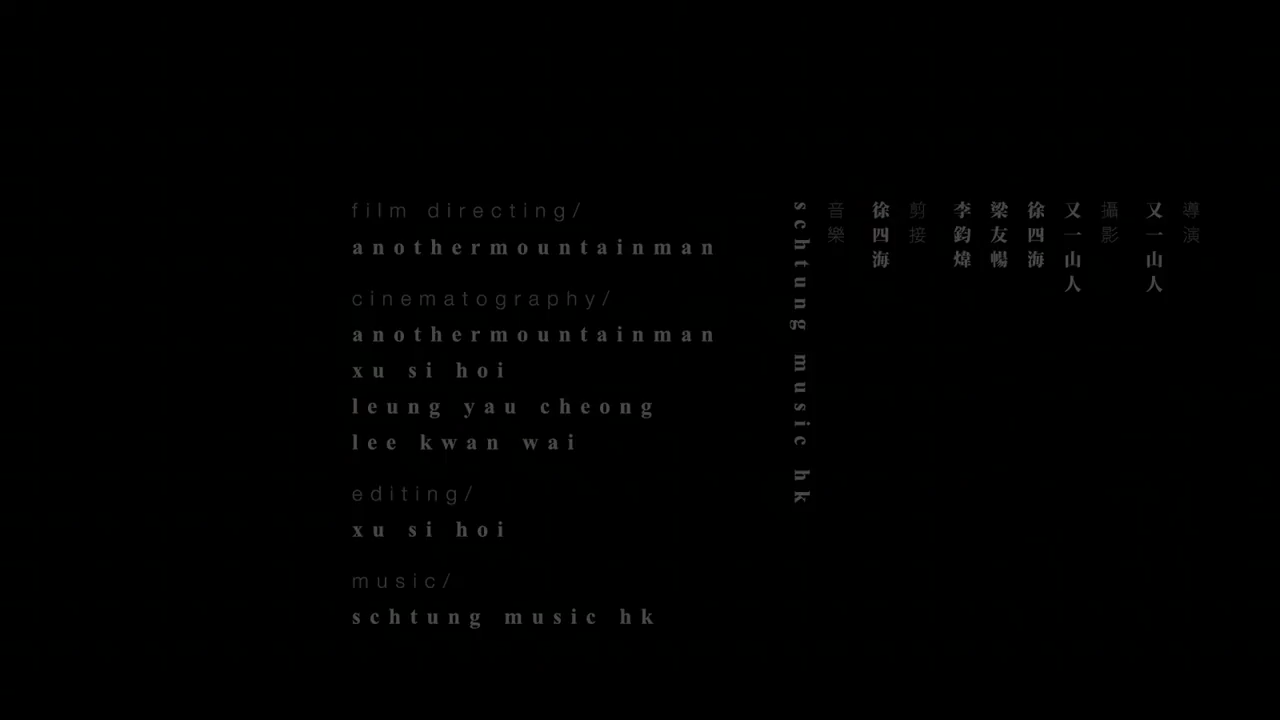 film directing/
anothermountainman
cinematography/
anothermountainman
xu si hoi
leung yau cheong
lee kwan wai
editing/
xu si hoi
music/
schtung music hk
導演
又一山人
攝影
又一山人
徐四海
梁友暢
李鈞煒
剪接
徐四海
音樂
schtung music hk